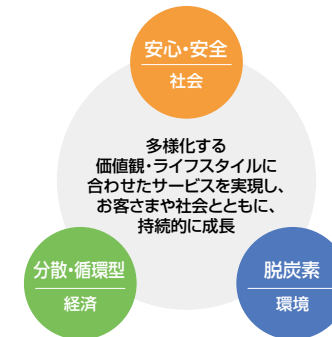 安心・安全
社会
多様化する
価値観・ライフスタイルに
合わせたサービスを実現し、
お客さまや社会とともに、
持続的に成長
分散・循環型
経済
脱炭素
環境